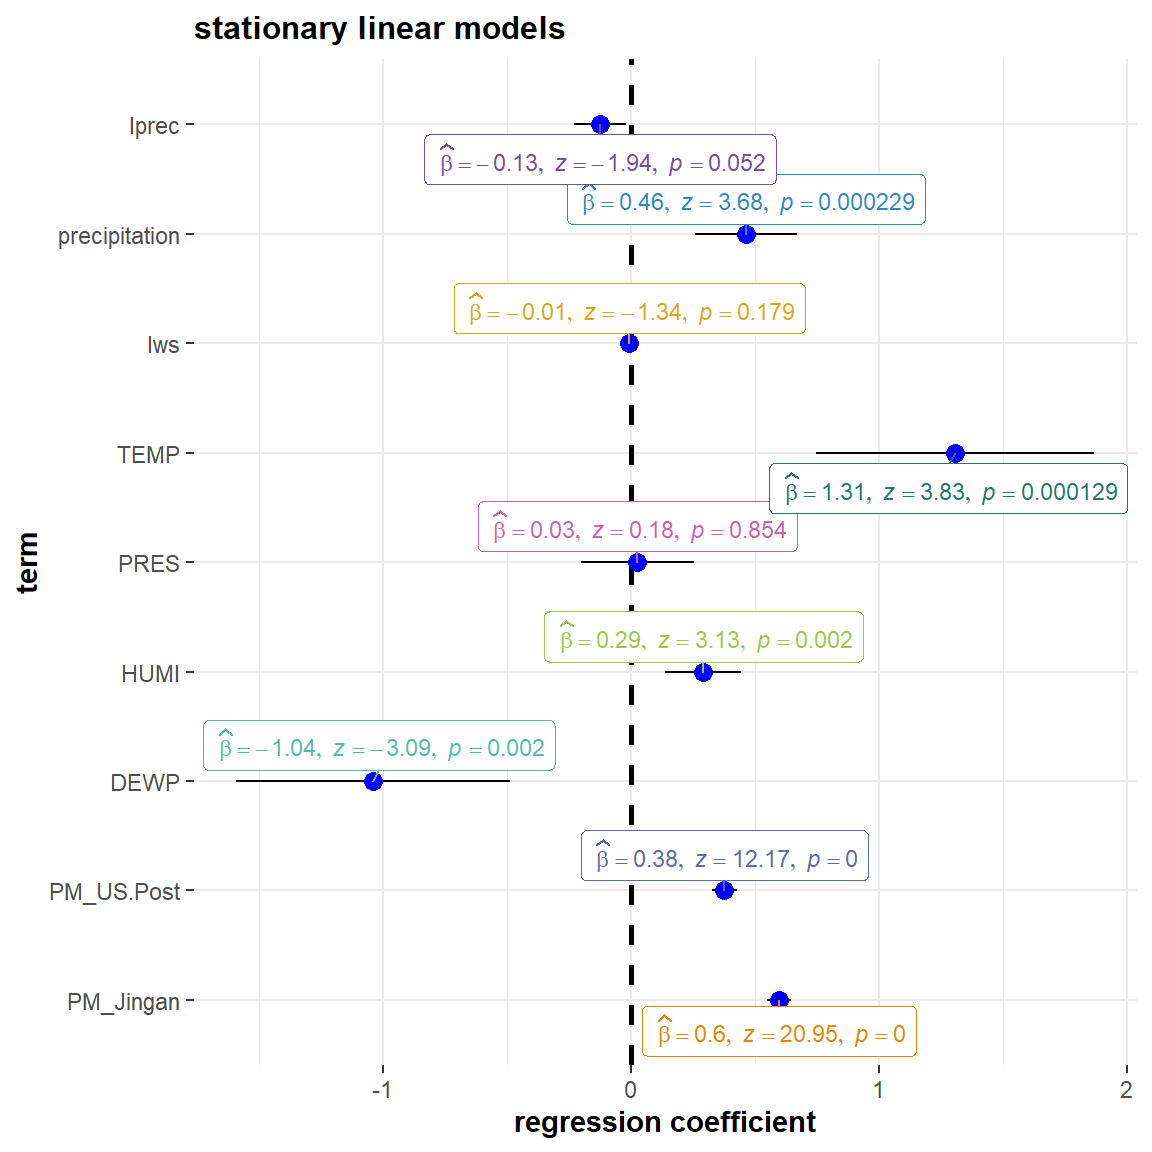 stationary linear models
Iprec
β̂ = −0.13, z = −1.94, p = 0.052
β̂ = 0.46, z = 3.68, p = 0.000229
precipitation
β̂ = −0.01, z = −1.34, p = 0.179
Iws
TEMP
β̂ = 1.31, z = 3.83, p = 0.000129
β̂ = 0.03, z = 0.18, p = 0.854
PRES
β̂ = 0.29, z = 3.13, p = 0.002
HUMI
β̂ = −1.04, z = −3.09, p = 0.002
DEWP
β̂ = 0.38, z = 12.17, p = 0
PM_US.Post
PM_Jingan
β̂ = 0.6, z = 20.95, p = 0
-1 0 1 2
regression coefficient
term